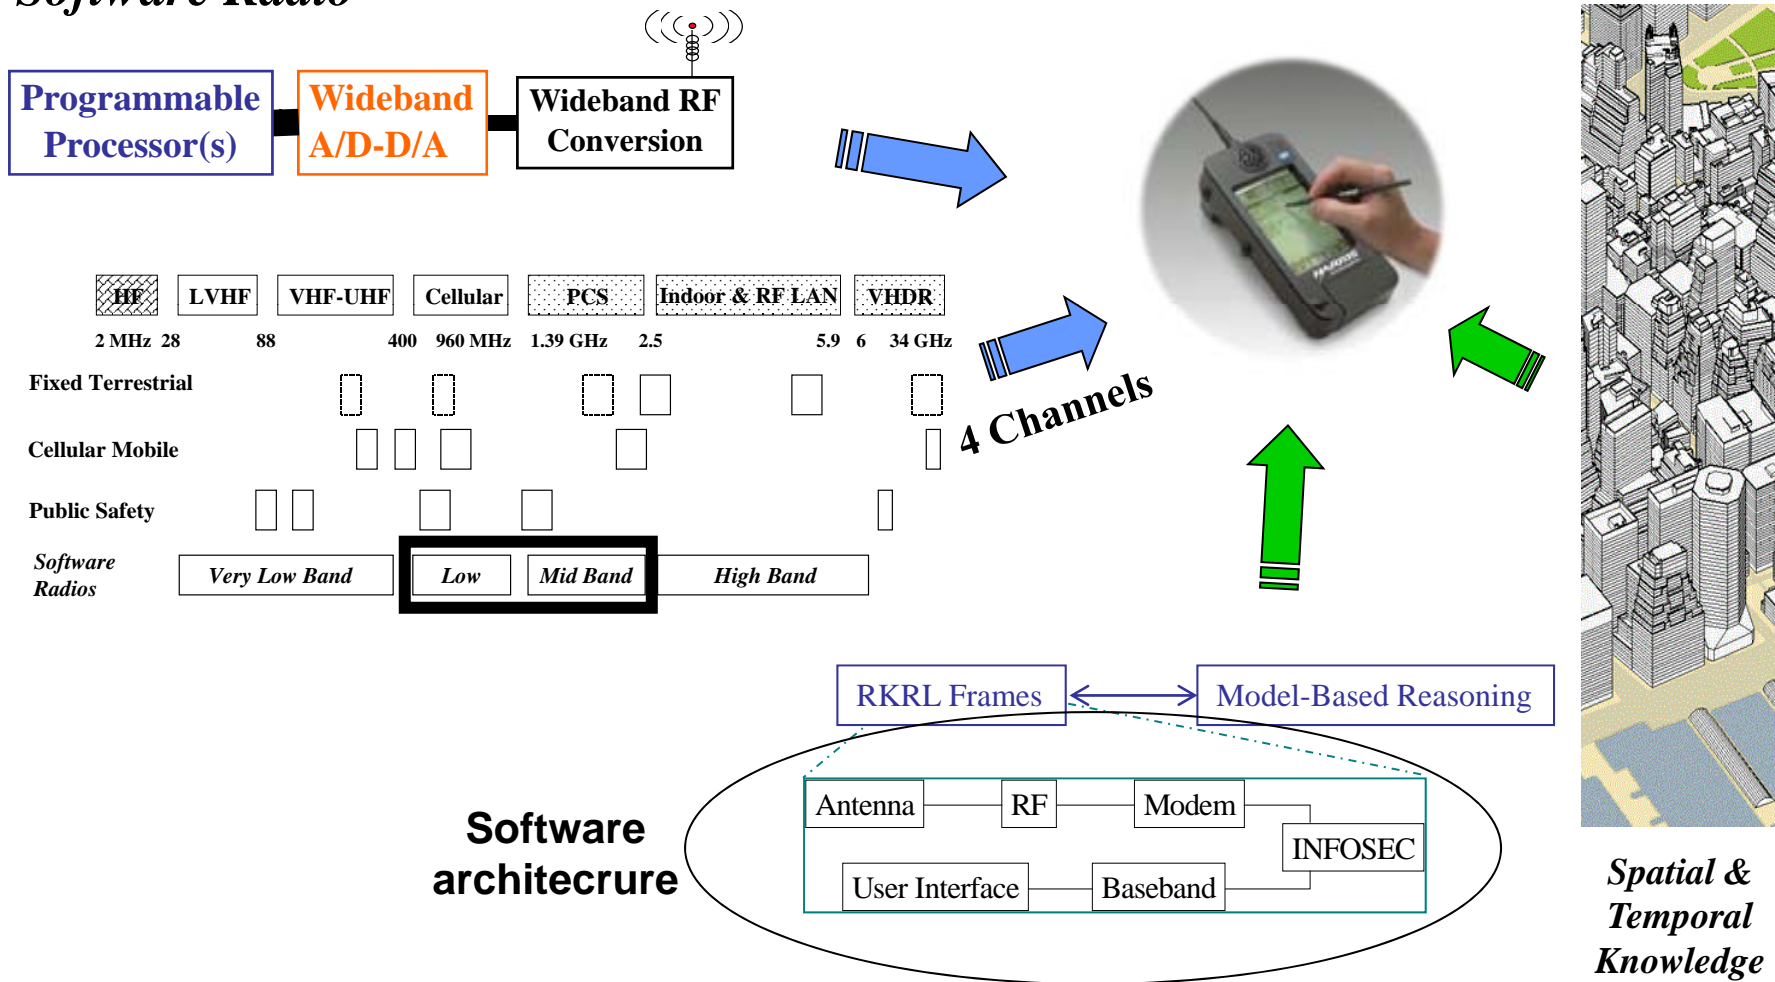 Software Radio
Programmable
Processor(s)
Wideband
A/D-D/A
Wideband RF
Conversion
HF
LVHF
VHF-UHF
Cellular
PCS
Indoor & RF LAN
VHDR
2 MHz 28 88 400 960 MHz 1.39 GHz 2.5 5.9 6 34 GHz
Fixed Terrestrial
Cellular Mobile
Public Safety
Software
Radios
Very Low Band
Low
Mid Band
High Band
4 Channels
RKRL Frames
Model-Based Reasoning
Antenna
RF
Modem
INFOSEC
User Interface
Baseband
Software
architecrure
Spatial &
Temporal
Knowledge